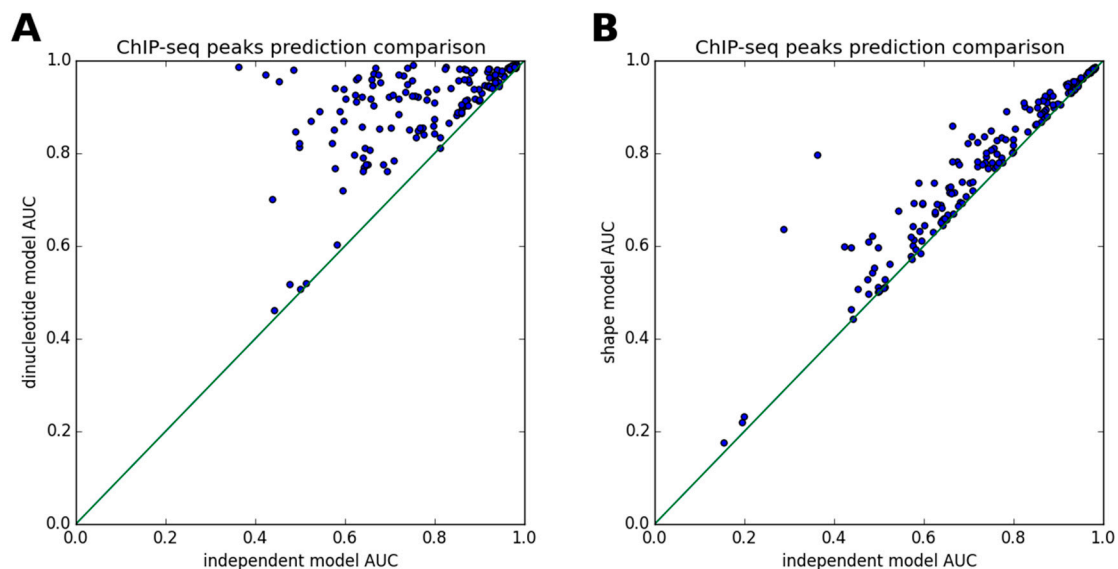 A
ChIP-seq peaks prediction comparison
1.0
0.8
0.6
0.4
0.2
0.0
dinucleotide model AUC
0.0 0.2 0.4 0.6 0.8 1.0
independent model AUC
B
ChIP-seq peaks prediction comparison
1.0
0.8
0.6
0.4
0.2
0.0
shape model AUC
0.0 0.2 0.4 0.6 0.8 1.0
independent model AUC